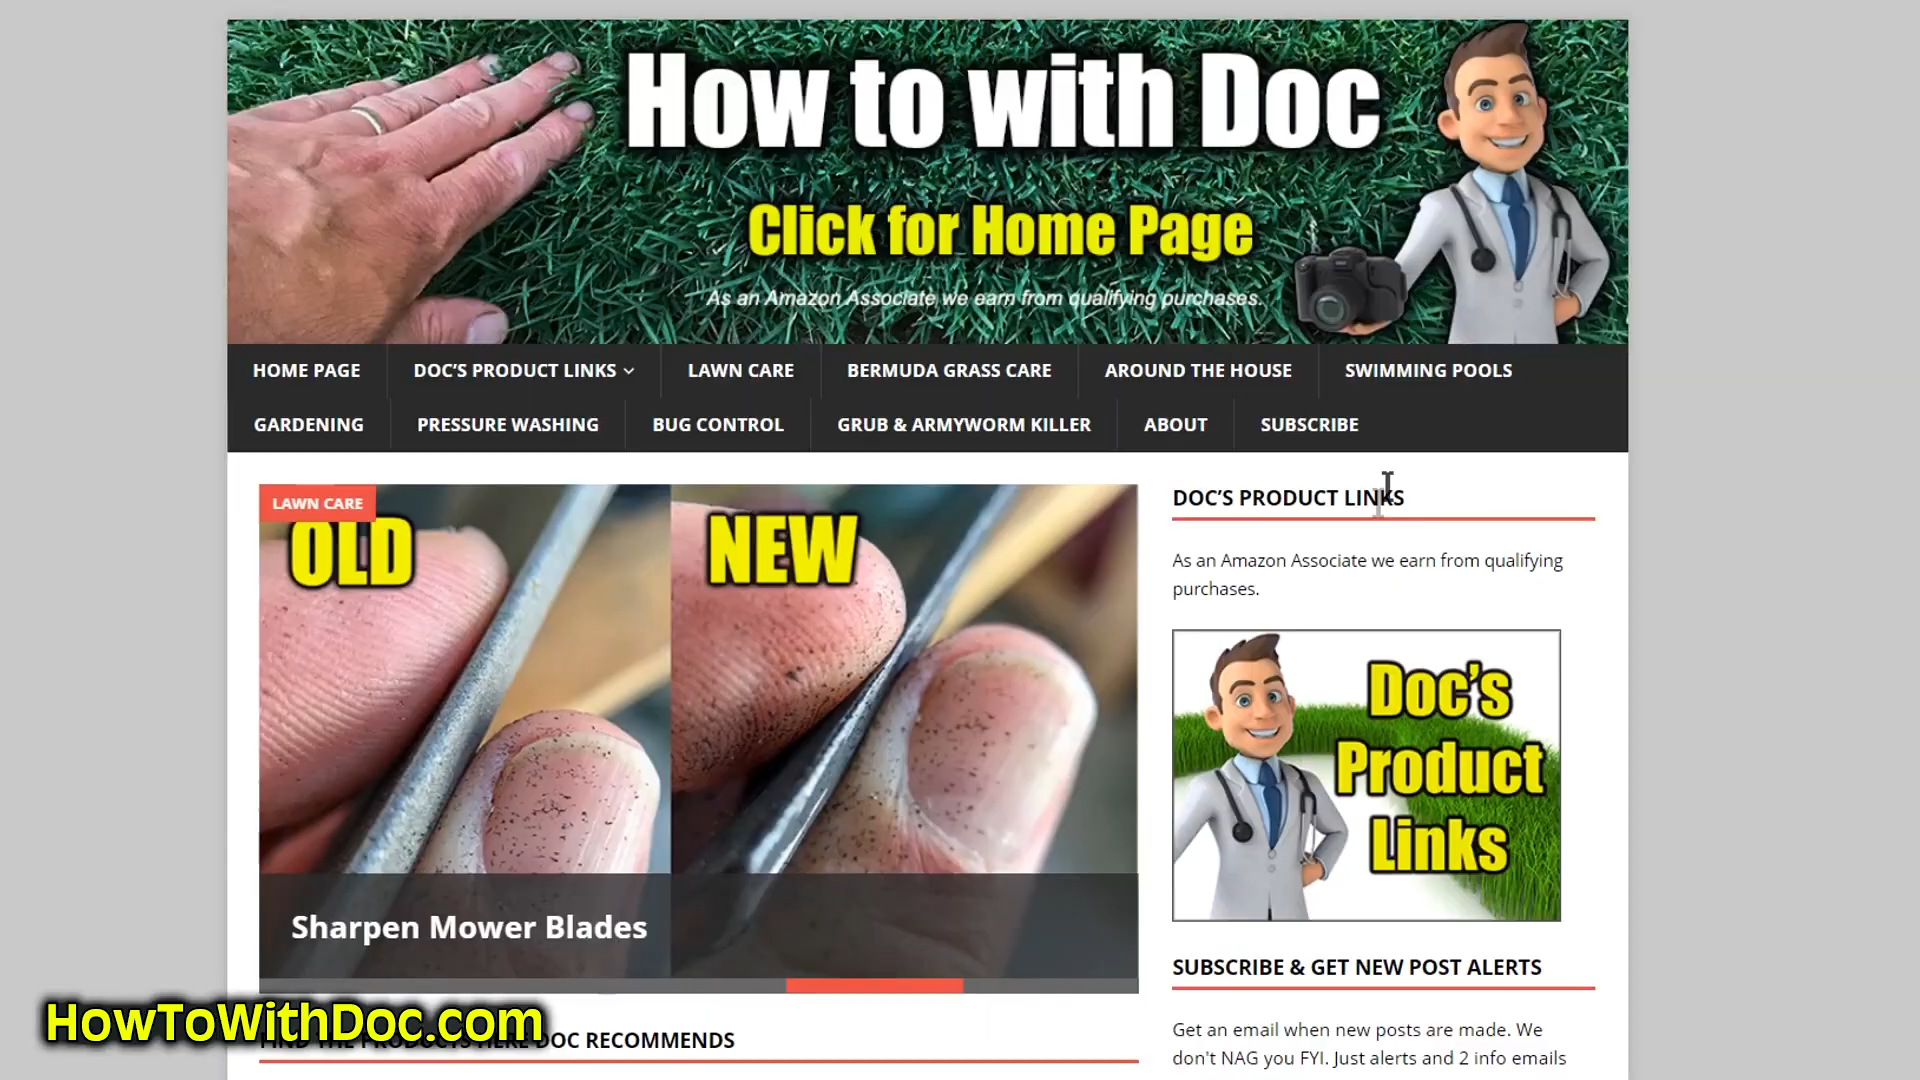 How to with Doc
Click for Home Page
As an Amazon Associate we earn from qualifying purchases.
HOME PAGE
DOC'S PRODUCT LINKS
LAWN CARE
BERMUDA GRASS CARE
AROUND THE HOUSE
SWIMMING POOLS
GARDENING
PRESSURE WASHING
BUG CONTROL
GRUB & ARMYWORM KILLER
ABOUT
SUBSCRIBE
LAWN CARE
OLD
NEW
Sharpen Mower Blades
FIND THE PRODUCTS HERE DOC RECOMMENDS
HowToWithDoc.com
DOC'S PRODUCT LINKS
As an Amazon Associate we earn from qualifying
purchases.
Doc's
Product
Links
SUBSCRIBE & GET NEW POST ALERTS
Get an email when new posts are made. We
don't NAG you FYI. Just alerts and 2 info emails